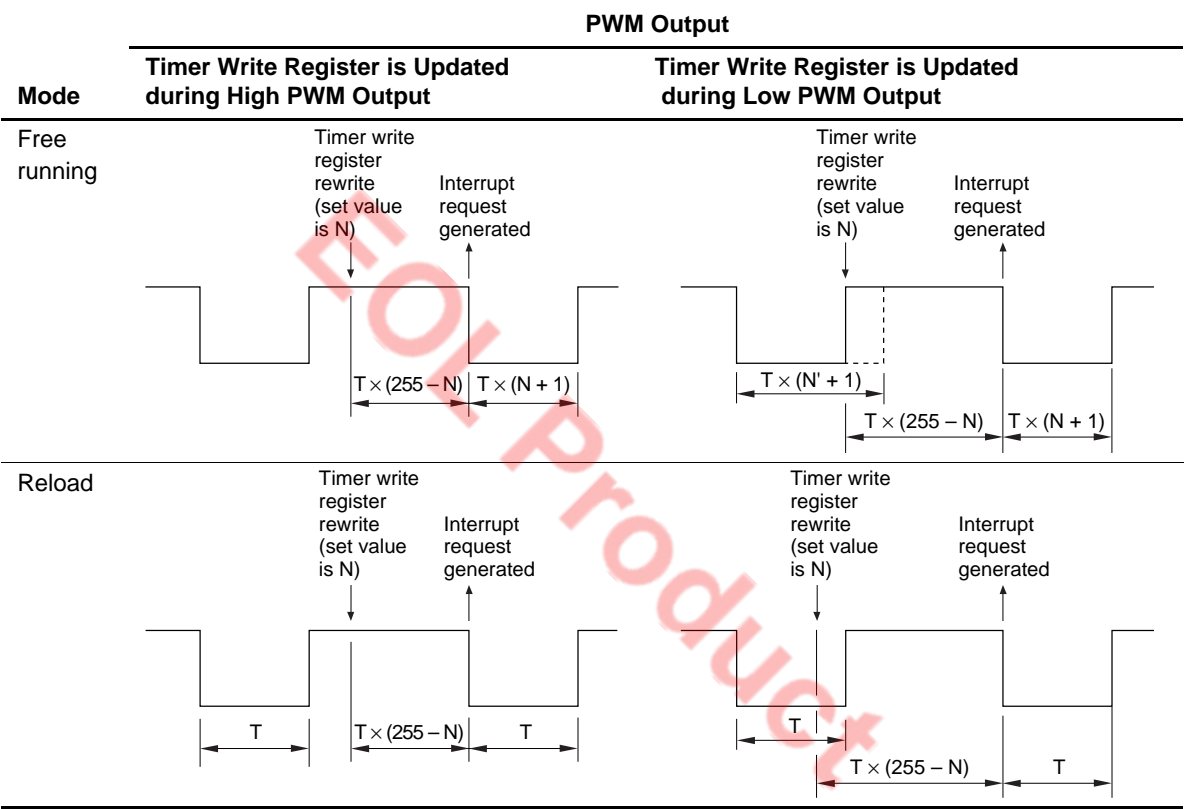 PWM Output
Mode
Timer Write Register is Updated
during High PWM Output
Timer Write Register is Updated
during Low PWM Output
Free
running
Timer write
register
rewrite
(set value
is N)
Interrupt
request
generated
T × (255 – N)
T × (N + 1)
Timer write
register
rewrite
(set value
is N)
Interrupt
request
generated
T × (N' + 1)
T × (255 – N)
T × (N + 1)
Reload
Timer write
register
rewrite
(set value
is N)
Interrupt
request
generated
T
T × (255 – N)
T
Timer write
register
rewrite
(set value
is N)
Interrupt
request
generated
T
T × (255 – N)
T
EOL Product